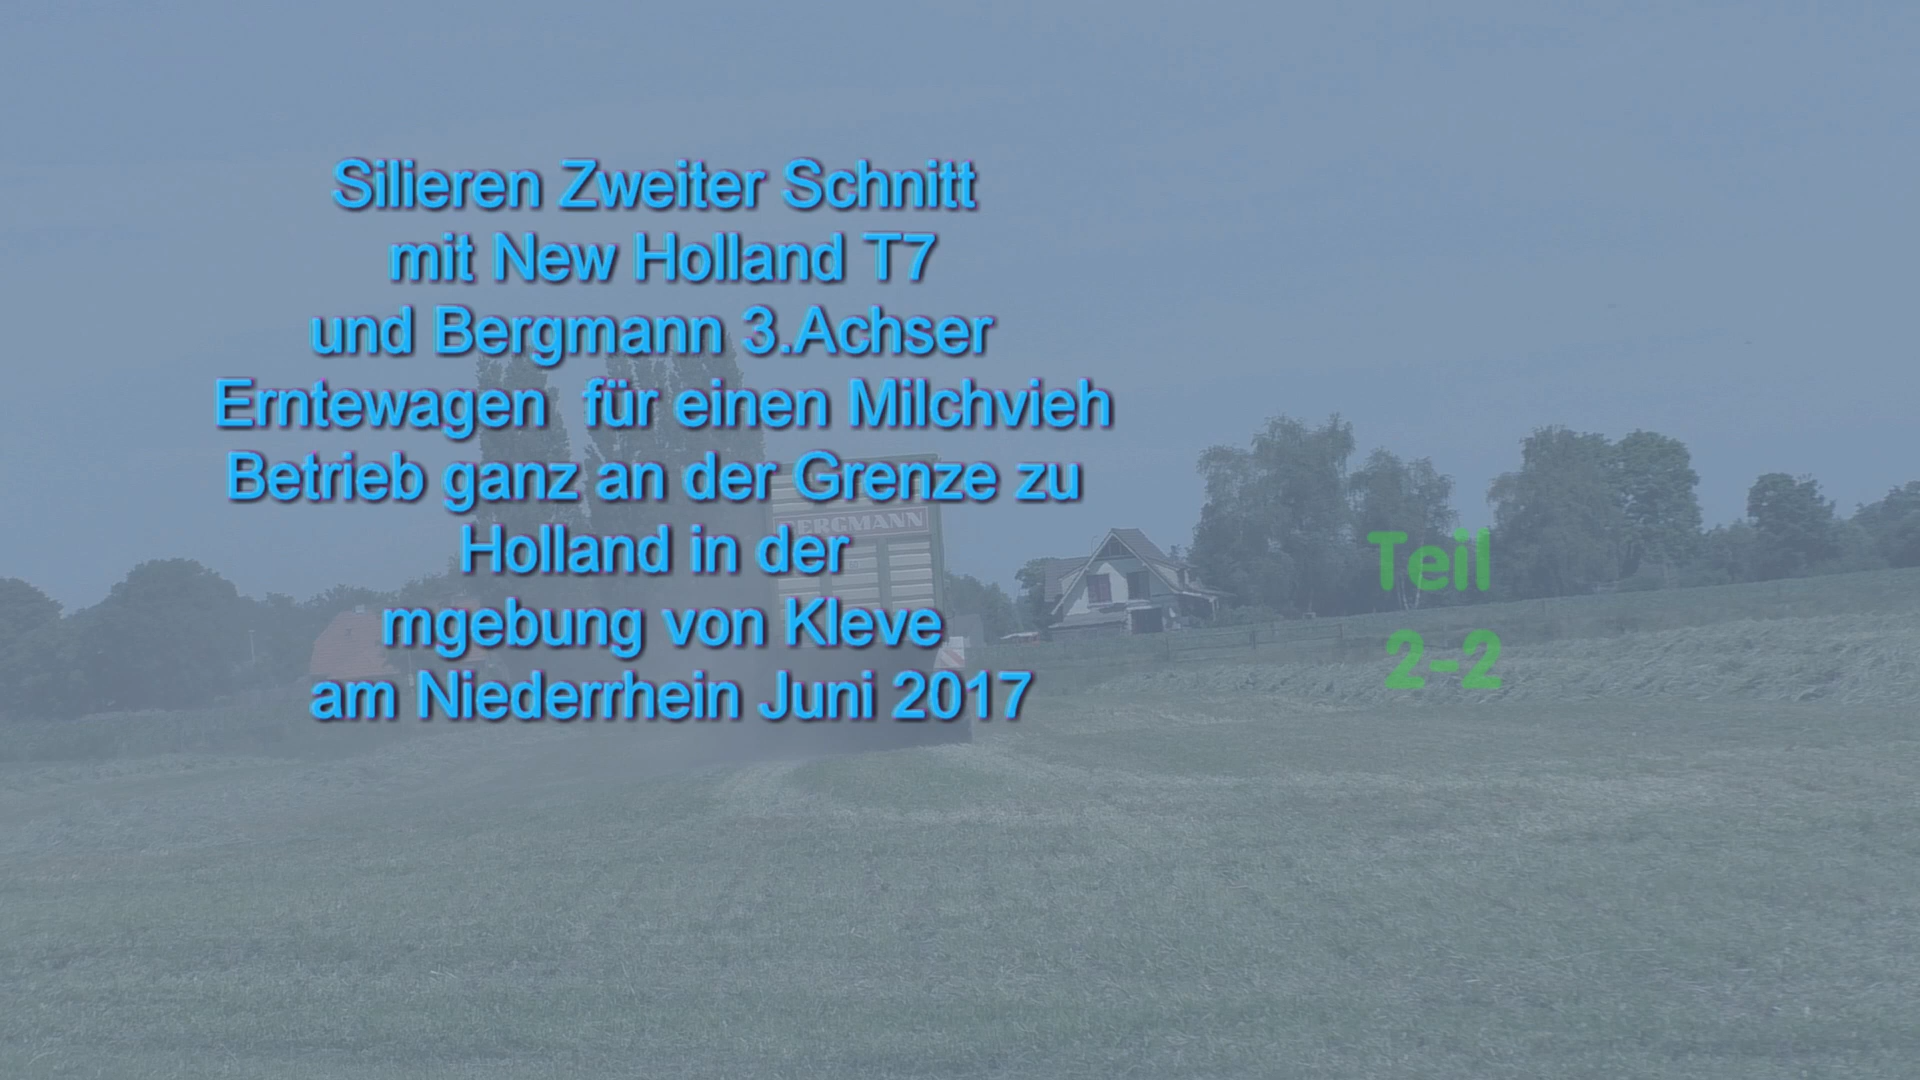 Silieren Zweiter Schnitt
mit New Holland T7
und Bergmann 3.Achser
Erntewagen  für einen Milchvieh
Betrieb ganz an der Grenze zu
Holland in der
mgebung von Kleve
am Niederrhein Juni 2017
BERGMANN
Teil
2-2